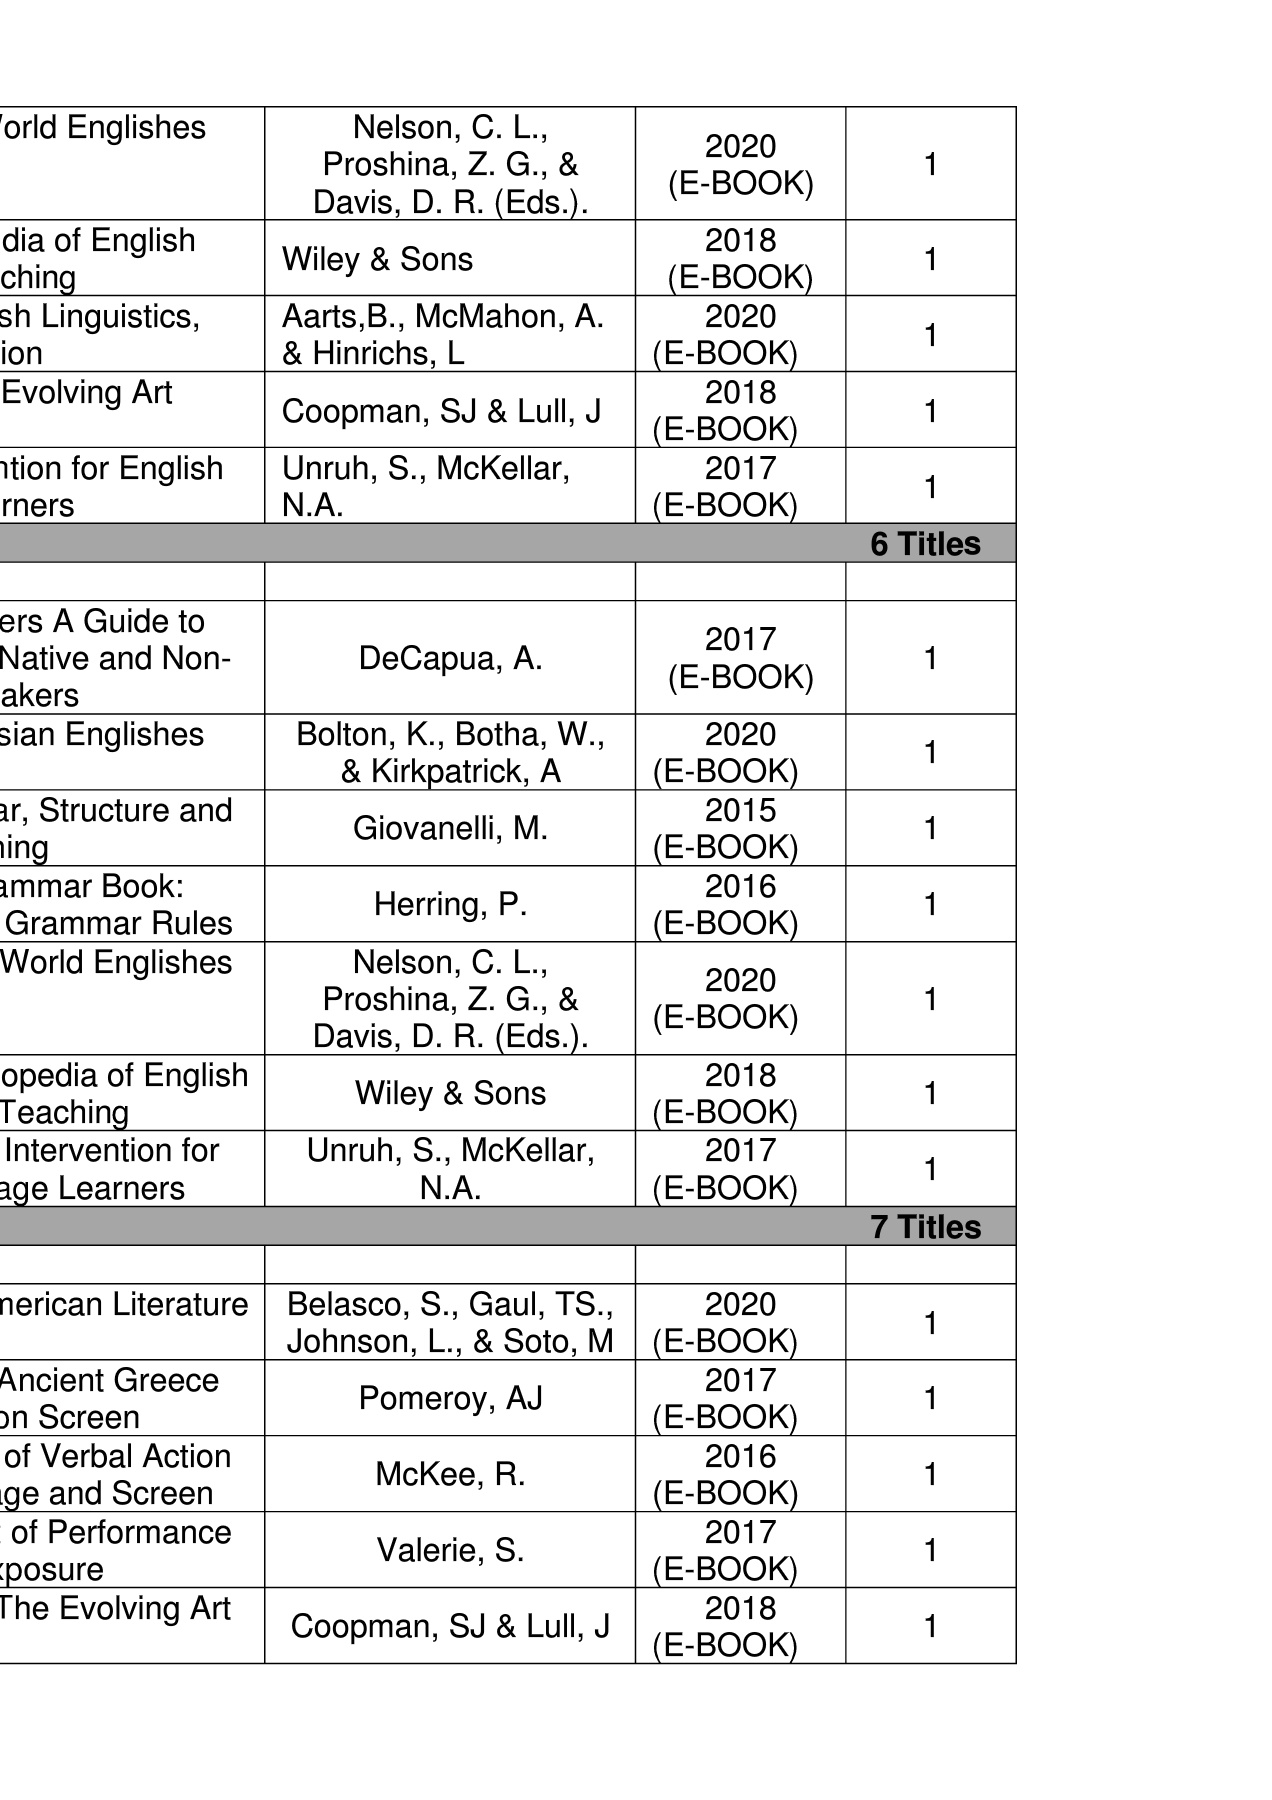 orld Englishes
Nelson, C. L.,
Proshina, Z. G., &
Davis, D. R. (Eds.).
2020
(E-BOOK)
1
dia of English
ching
Wiley & Sons
2018
(E-BOOK)
1
sh Linguistics,
ion
Aarts,B., McMahon, A.
& Hinrichs, L
2020
(E-BOOK)
1
Evolving Art
Coopman, SJ & Lull, J
2018
(E-BOOK)
1
ntion for English
rners
Unruh, S., McKellar,
N.A.
2017
(E-BOOK)
1
6 Titles
ers A Guide to
Native and Non-
akers
DeCapua, A.
2017
(E-BOOK)
1
sian Englishes
Bolton, K., Botha, W.,
& Kirkpatrick, A
2020
(E-BOOK)
1
ar, Structure and
ning
Giovanelli, M.
2015
(E-BOOK)
1
ammar Book:
Grammar Rules
Herring, P.
2016
(E-BOOK)
1
World Englishes
Nelson, C. L.,
Proshina, Z. G., &
Davis, D. R. (Eds.).
2020
(E-BOOK)
1
opedia of English
Teaching
Wiley & Sons
2018
(E-BOOK)
1
Intervention for
age Learners
Unruh, S., McKellar,
N.A.
2017
(E-BOOK)
1
7 Titles
merican Literature
Belasco, S., Gaul, TS.,
Johnson, L., & Soto, M
2020
(E-BOOK)
1
Ancient Greece
on Screen
Pomeroy, AJ
2017
(E-BOOK)
1
of Verbal Action
age and Screen
McKee, R.
2016
(E-BOOK)
1
t of Performance
xposure
Valerie, S.
2017
(E-BOOK)
1
The Evolving Art
Coopman, SJ & Lull, J
2018
(E-BOOK)
1